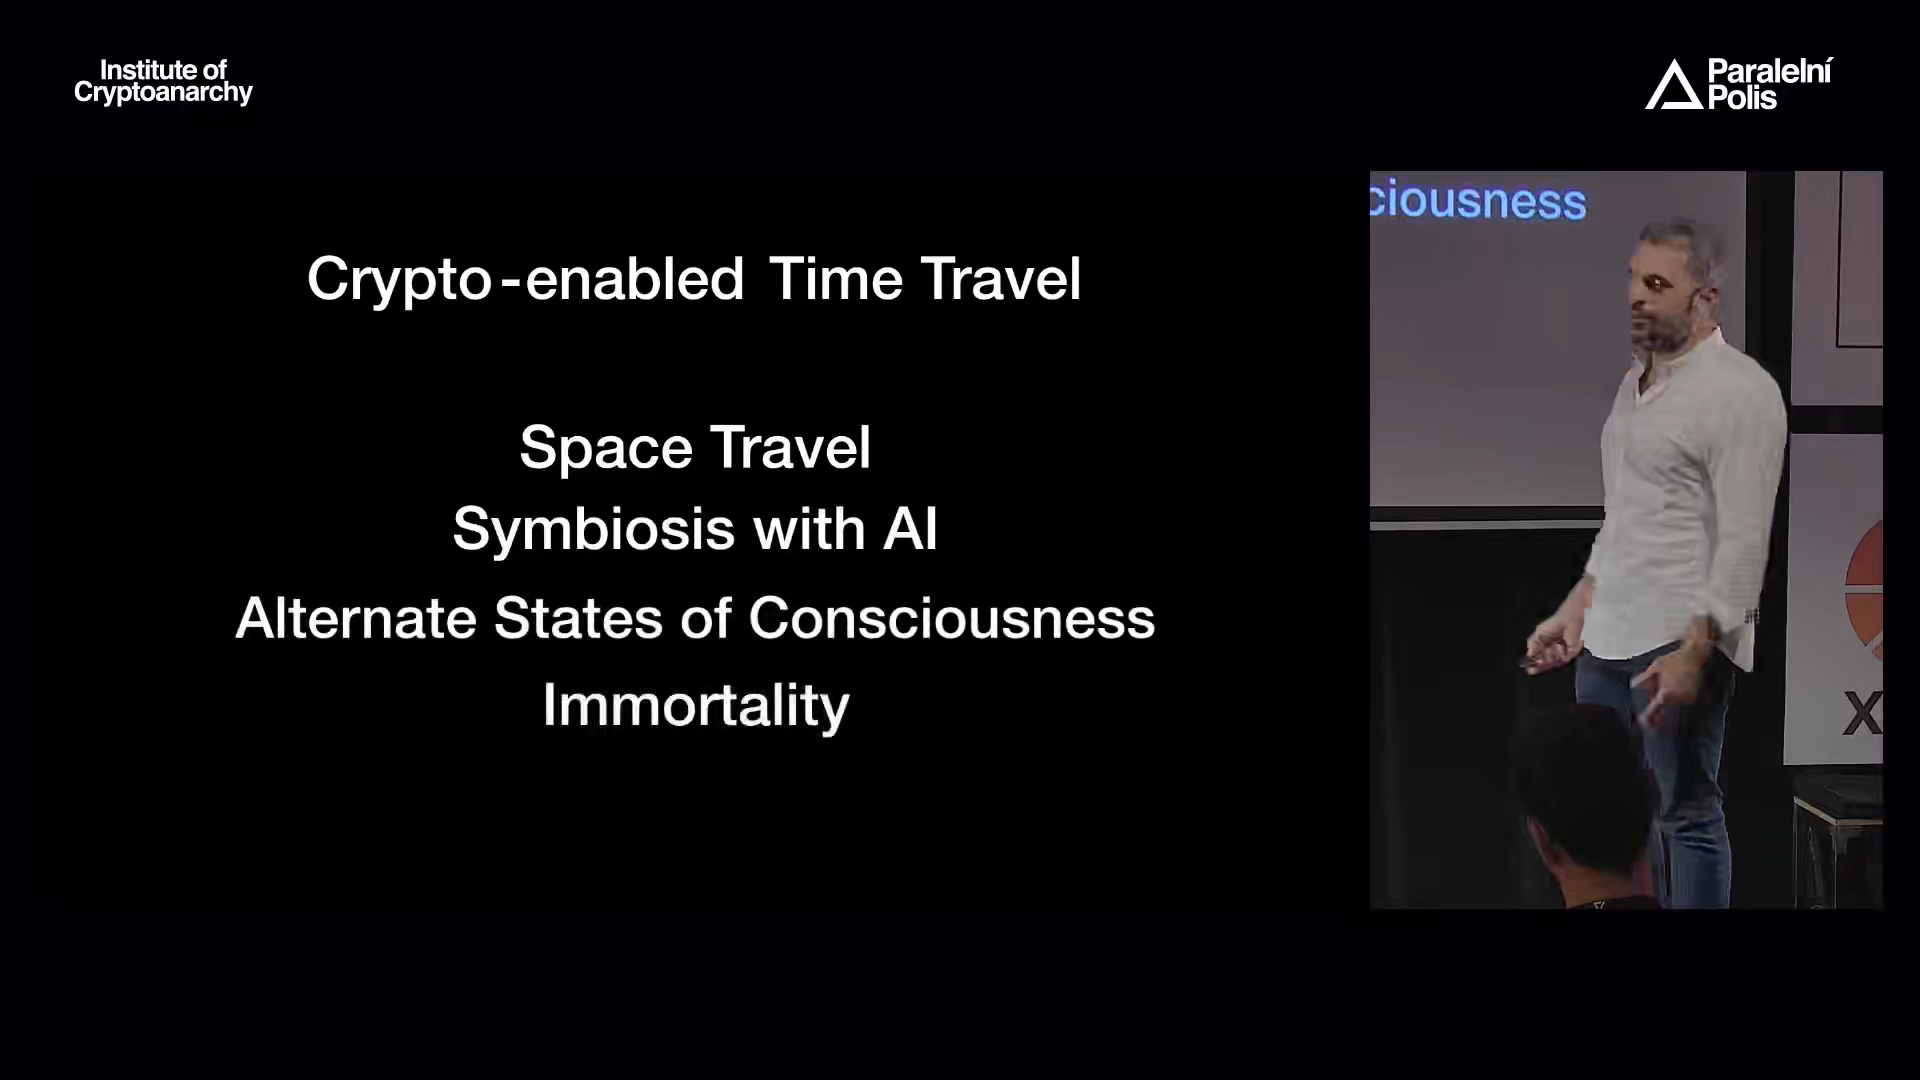 Institute of
Cryptoanarchy
Paralelní
Polis
Crypto-enabled Time Travel
Space Travel
Symbiosis with AI
Alternate States of Consciousness
Immortality
ciousness
X